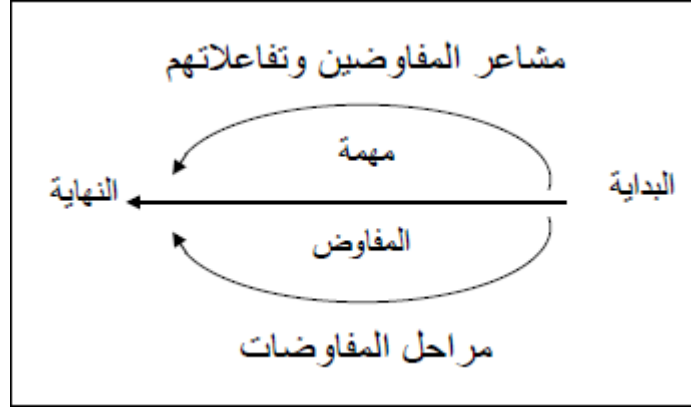 مشاعر المفاوضين وتفاعلاتهم
مهمة
البداية
النهاية
المفاوض
مراحل المفاوضات